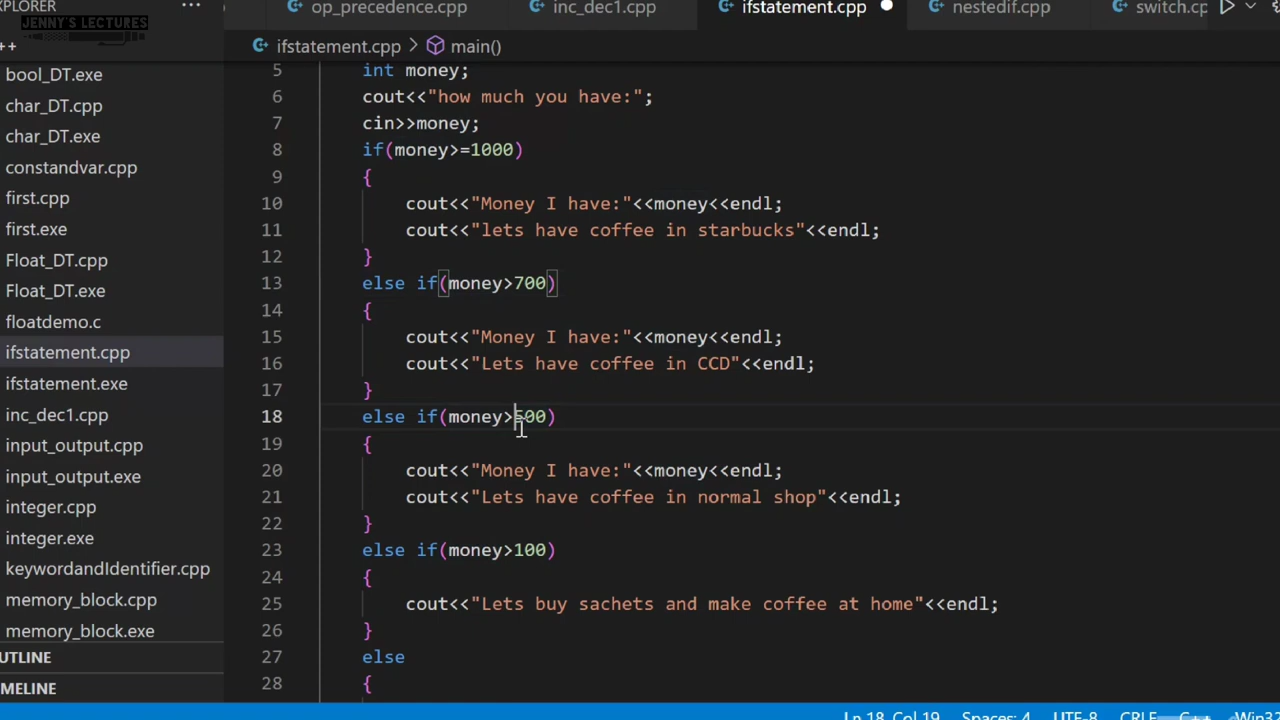 XPLORER ...
JENNY'S LECTURES
++
op_precedence.cpp inc_dec1.cpp ifstatement.cpp nestedif.cpp switch.cp
ifstatement.cpp > main()
bool_DT.exe
char_DT.cpp
char_DT.exe
constandvar.cpp
first.cpp
first.exe
Float_DT.cpp
Float_DT.exe
floatdemo.c
ifstatement.cpp
ifstatement.exe
inc_dec1.cpp
input_output.cpp
input_output.exe
integer.cpp
integer.exe
keywordandIdentifier.cpp
memory_block.cpp
memory_block.exe
UTLINE
MELINE
5 int money;
6 cout<<"how much you have:";
7 cin>>money;
8 if(money>=1000)
9 {
10 cout<<"Money I have:"<<money<<endl;
11 cout<<"lets have coffee in starbucks"<<endl;
12 }
13 else if(money>700)
14 {
15 cout<<"Money I have:"<<money<<endl;
16 cout<<"Lets have coffee in CCD"<<endl;
17 }
18 else if(money>500)
19 {
20 cout<<"Money I have:"<<money<<endl;
21 cout<<"Lets have coffee in normal shop"<<endl;
22 }
23 else if(money>100)
24 {
25 cout<<"Lets buy sachets and make coffee at home"<<endl;
26 }
27 else
28 {
Ln 18, Col 19 Spaces: 4 UTF-8 CRLF C++ Win32